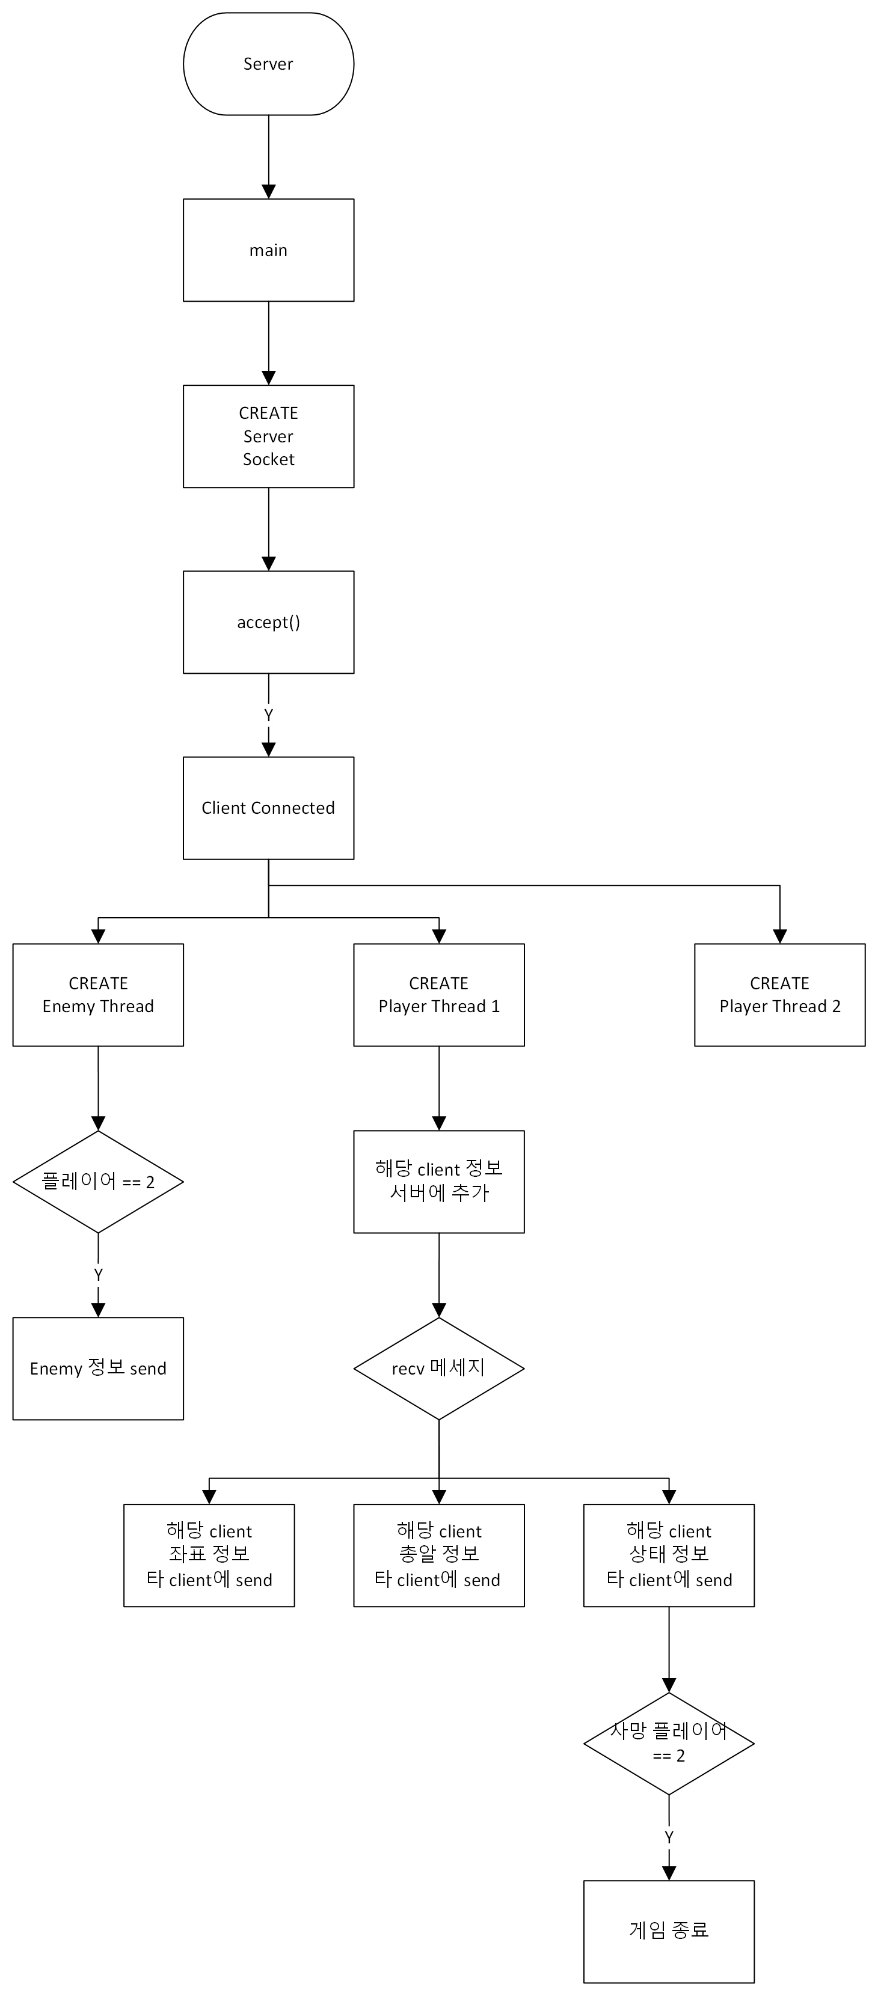 Server
main
CREATE
Server
Socket
accept()
Y
Client Connected
CREATE
Enemy Thread
CREATE
Player Thread 1
CREATE
Player Thread 2
플레이어 == 2
해당 client 정보
서버에 추가
Y
Enemy 정보 send
recv 메세지
해당 client
좌표 정보
타 client에 send
해당 client
총알 정보
타 client에 send
해당 client
상태 정보
타 client에 send
사망 플레이어
== 2
Y
게임 종료